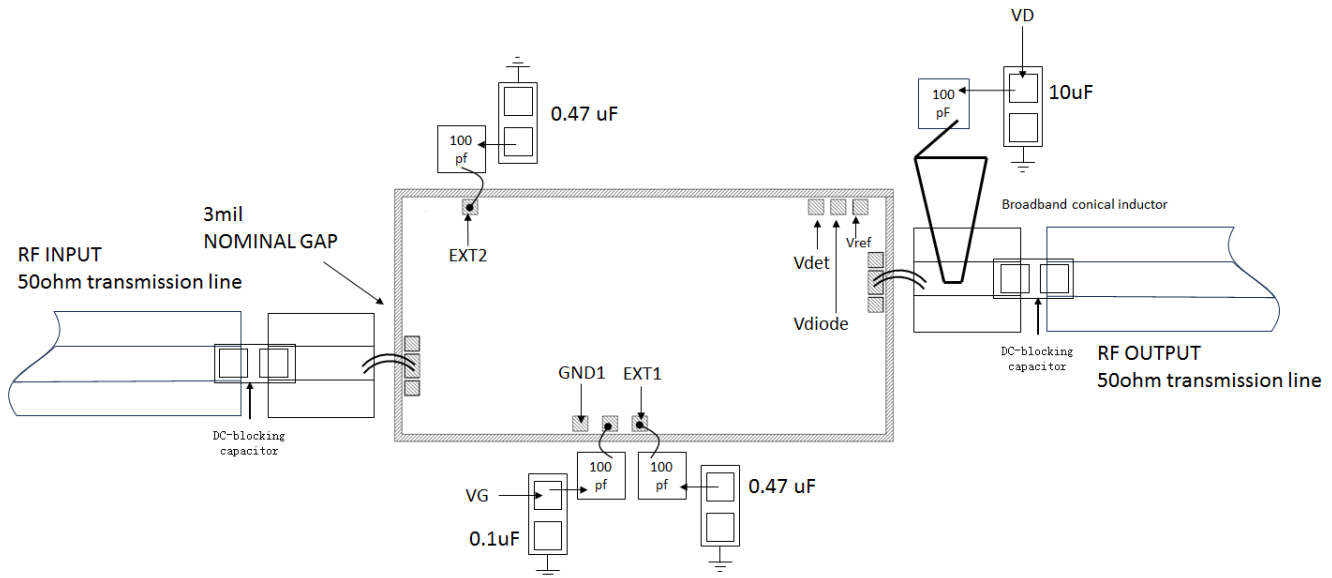 VD
100
pF
10uF
0.47 uF
100
pf
3mil
NOMINAL GAP
Broadband conical inductor
RF INPUT
50ohm transmission line
EXT2
Vdet
Vref
Vdiode
DC-blocking
capacitor
RF OUTPUT
50ohm transmission line
GND1
EXT1
DC-blocking
capacitor
100
pf
100
pf
0.47 uF
VG
0.1uF